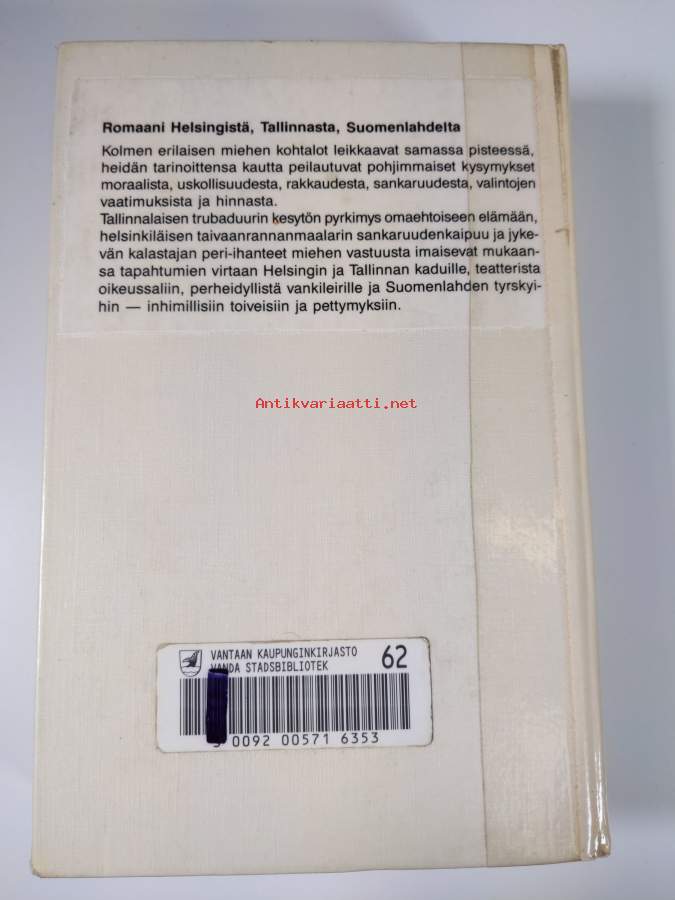 Romaani Helsingistä, Tallinnasta, Suomenlahdelta
Kolmen erilaisen miehen kohtalot leikkaavat samassa pisteessä,
heidän tarinoittensa kautta peilautuvat pohjimmaiset kysymykset
moraalista, uskollisuudesta, rakkaudesta, sankaruudesta, valintojen
vaatimuksista ja hinnasta.
Tallinnalaisen trubaduurin kesytön pyrkimys omaehtoiseen elämään,
helsinkiläisen taivaanrannanmaalarin sankaruudenkaipuu ja jyke-
vän kalastajan peri-ihanteet miehen vastuusta imaisevat mukaan-
sa tapahtumien virtaan Helsingin ja Tallinnan kaduille, teatterista
oikeussaliin, perheidyllistä vankileirille ja Suomenlahden tyrskyi-
hin — inhimillisiin toiveisiin ja pettymyksiin.
Antikvariaatti.net
VANTAAN KAUPUNGINKIRJASTO 62
VANDA STADSBIBLIOTEK
0092 00571 6353